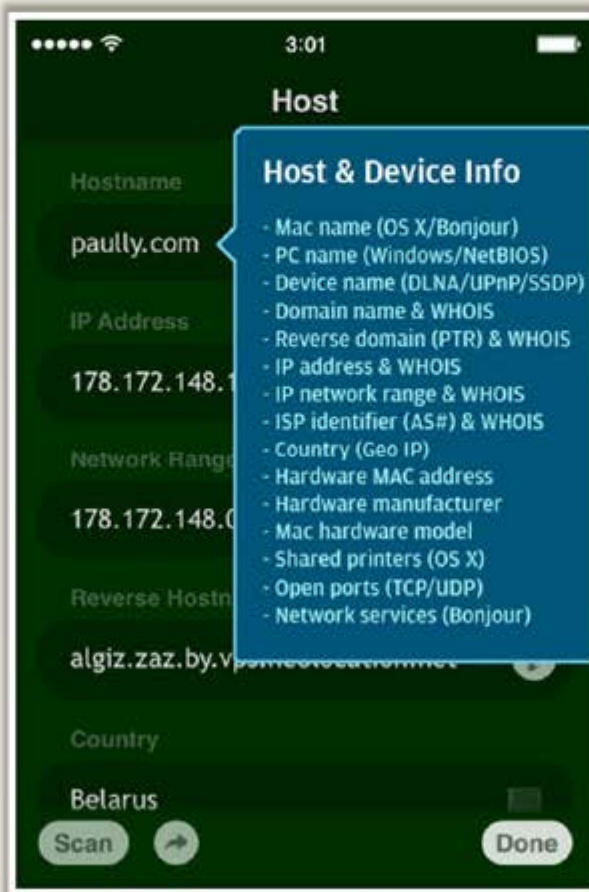 3:01
Host
Hostname
paully.com
IP Address
178.172.148.1
Network Range
178.172.148.0
Reverse Hostn
algiz.zaz.by.v
Country
Belarus
Scan
Done
Host & Device Info
- Mac name (OS X/Bonjour)
- PC name (Windows/NetBIOS)
- Device name (DLNA/UPnP/SSDP)
- Domain name & WHOIS
- Reverse domain (PTR) & WHOIS
- IP address & WHOIS
- IP network range & WHOIS
- ISP identifier (AS#) & WHOIS
- Country (Geo IP)
- Hardware MAC address
- Hardware manufacturer
- Mac hardware model
- Shared printers (OS X)
- Open ports (TCP/UDP)
- Network services (Bonjour)